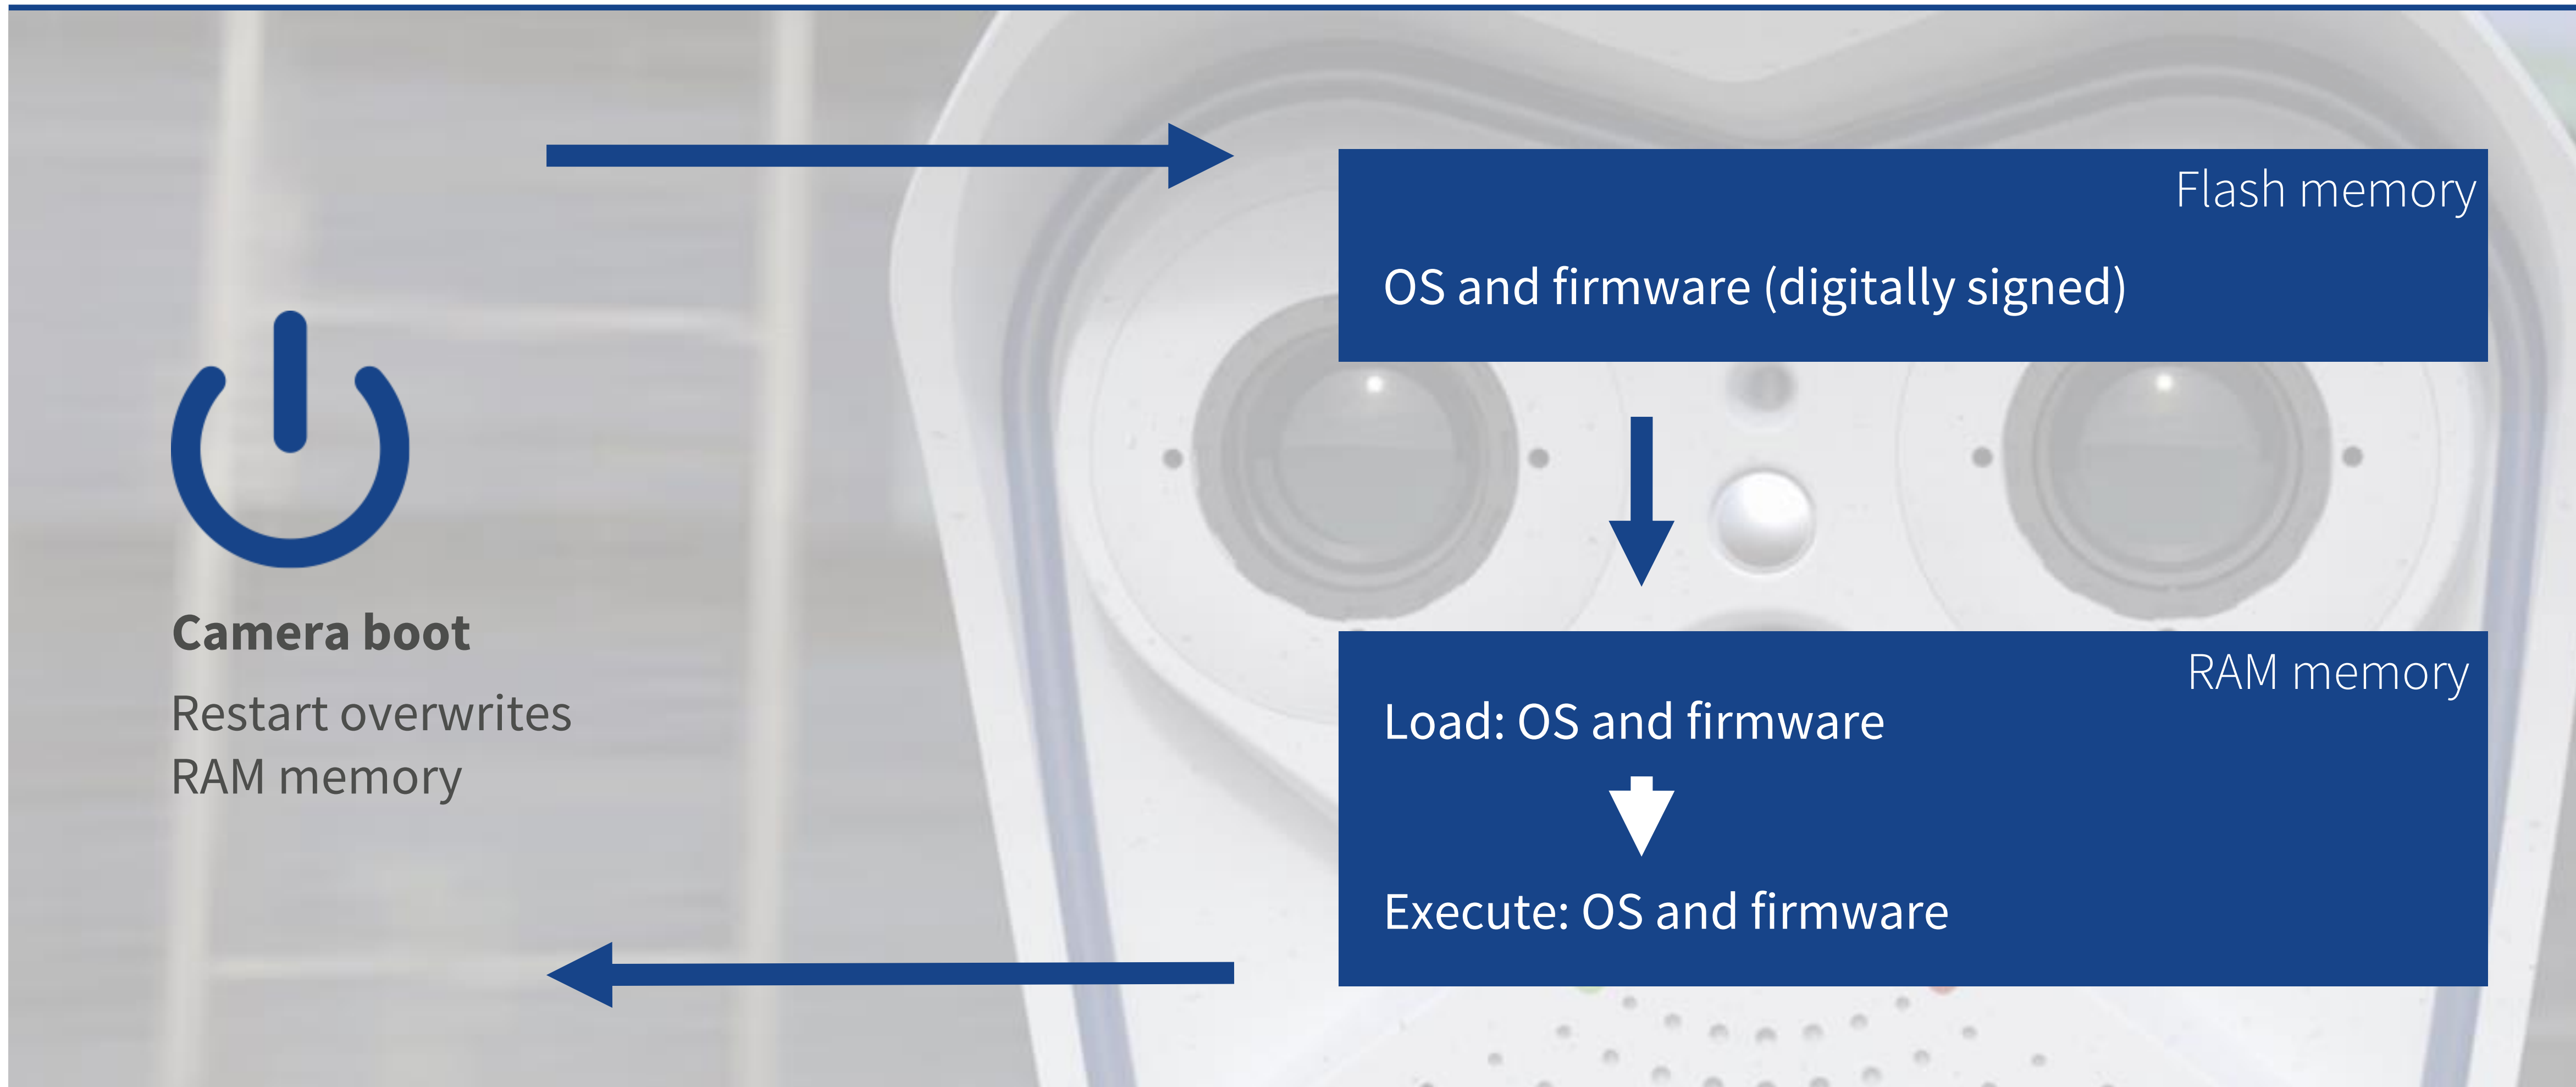 Flash memory
OS and firmware (digitally signed)
Camera boot
Restart overwrites
RAM memory
RAM memory
Load: OS and firmware
Execute: OS and firmware